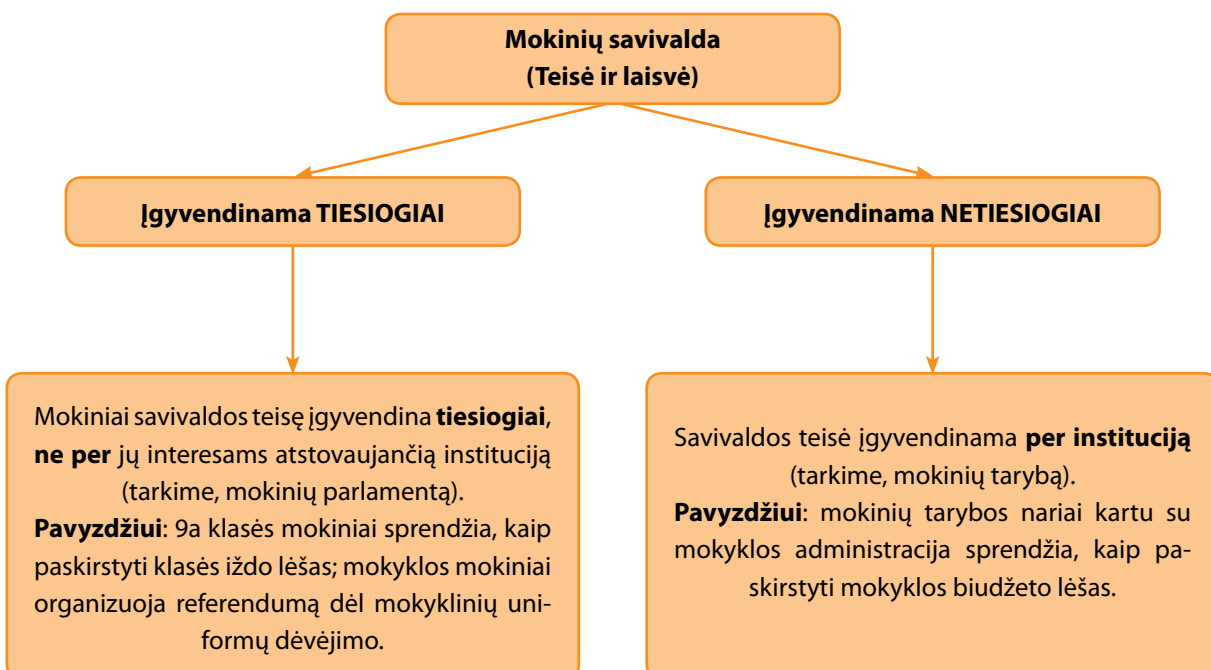 Mokinių savivalda
(Teisė ir laisvė)
Įgyvendinama TIESIOGIAI
Įgyvendinama NETIESIOGIAI
Mokiniai savivaldos teisę įgyvendina tiesiogiai,
ne per jų interesams atstovaujančią instituciją
(tarkime, mokinių parlamentą).
Pavyzdžiui: 9a klasės mokiniai sprendžia, kaip
paskirstyti klasės iždo lėšas; mokyklos mokiniai
organizuoja referendumą dėl mokyklinių uni-
formų dėvėjimo.
Savivaldos teisė įgyvendinama per instituciją
(tarkime, mokinių tarybą).
Pavyzdžiui: mokinių tarybos nariai kartu su
mokyklos administracija sprendžia, kaip pa-
skirstyti mokyklos biudžeto lėšas.